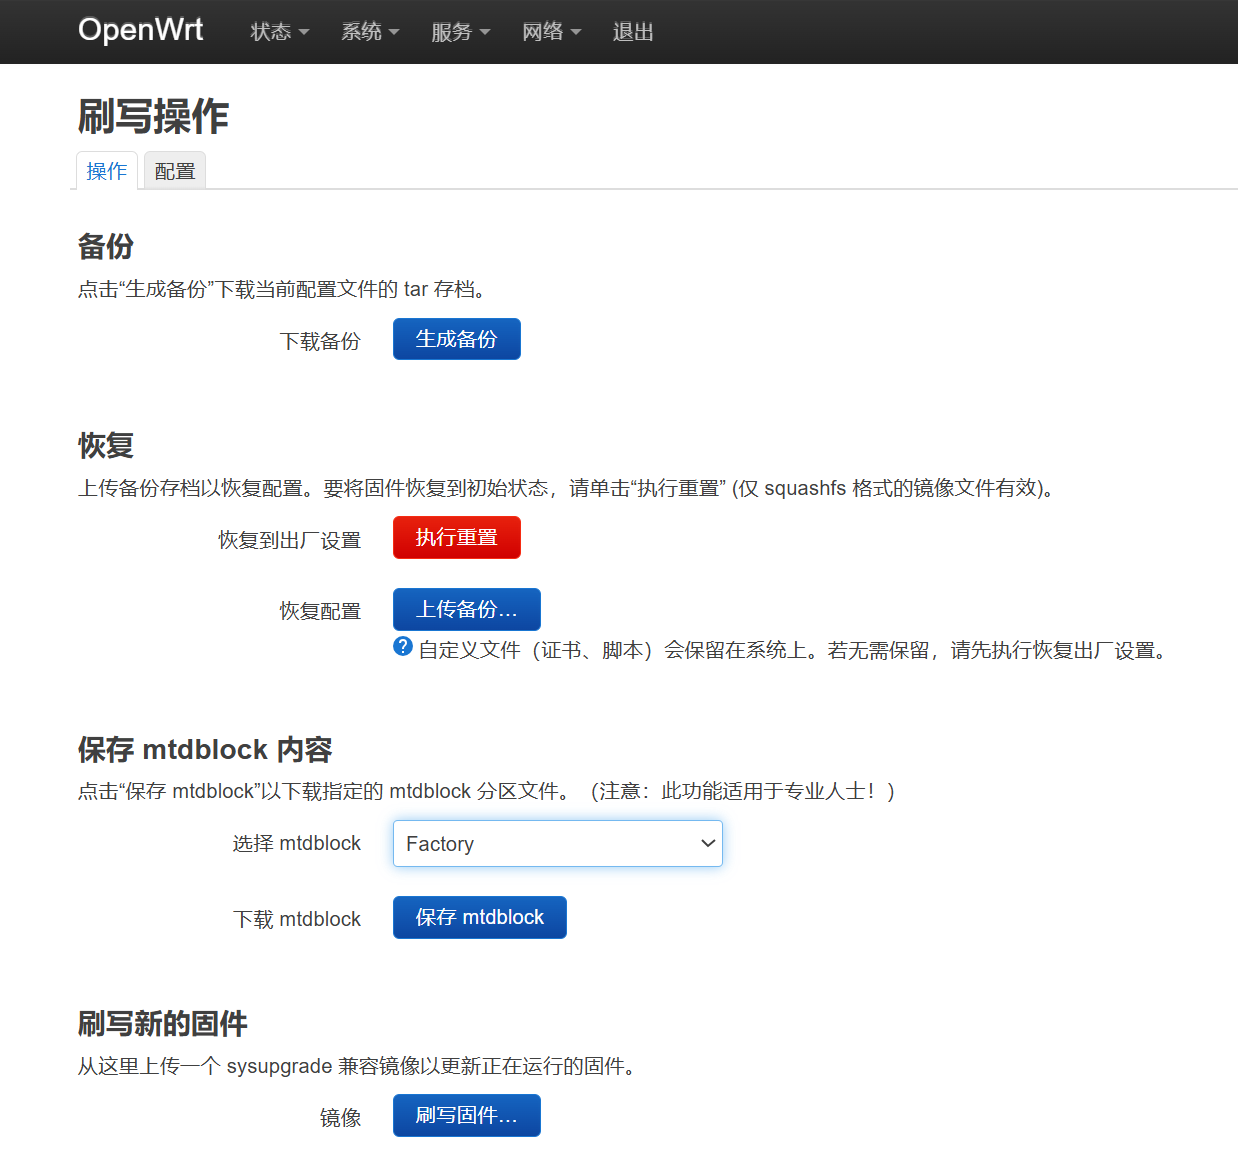 OpenWrt 状态 系统 服务 网络 退出
刷写操作
操作 配置
备份
点击“生成备份”下载当前配置文件的 tar 存档。
下载备份 生成备份
恢复
上传备份存档以恢复配置。要将固件恢复到初始状态，请单击“执行重置” (仅 squashfs 格式的镜像文件有效)。
恢复到出厂设置 执行重置
恢复配置 上传备份...
? 自定义文件（证书、脚本）会保留在系统上。若无需保留，请先执行恢复出厂设置。
保存 mtdblock 内容
点击“保存 mtdblock”以下载指定的 mtdblock 分区文件。（注意：此功能适用于专业人士！)
选择 mtdblock Factory
下载 mtdblock 保存 mtdblock
刷写新的固件
从这里上传一个 sysupgrade 兼容镜像以更新正在运行的固件。
镜像 刷写固件...